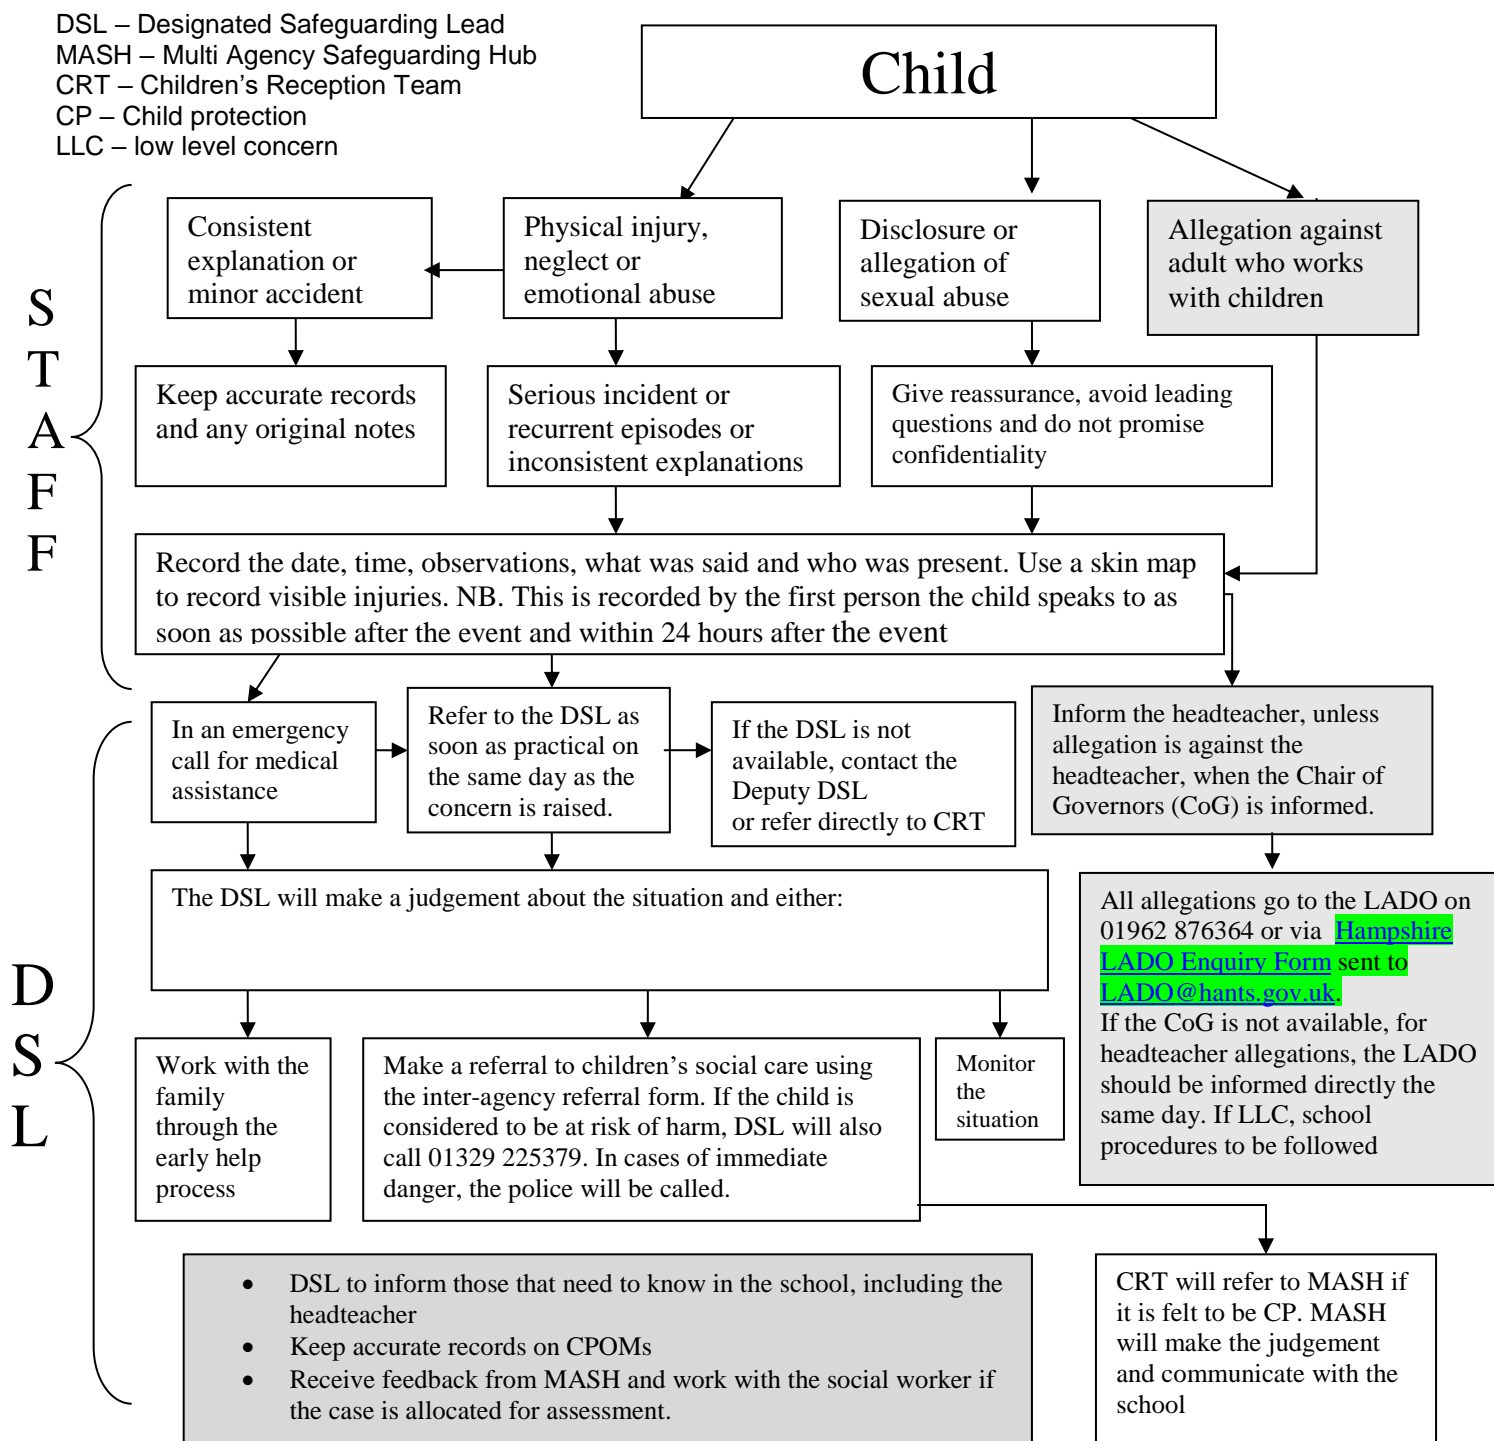 DSL – Designated Safeguarding Lead
MASH – Multi Agency Safeguarding Hub
CRT – Children's Reception Team
CP – Child protection
LLC – low level concern
Child
S
T
A
F
F
Consistent
explanation or
minor accident
Physical injury,
neglect or
emotional abuse
Disclosure or
allegation of
sexual abuse
Allegation against
adult who works
with children
Keep accurate records
and any original notes
Serious incident or
recurrent episodes or
inconsistent explanations
Give reassurance, avoid leading
questions and do not promise
confidentiality
Record the date, time, observations, what was said and who was present. Use a skin map
to record visible injuries. NB. This is recorded by the first person the child speaks to as
soon as possible after the event and within 24 hours after the event
D
S
L
In an emergency
call for medical
assistance
Refer to the DSL as
soon as practical on
the same day as the
concern is raised.
If the DSL is not
available, contact the
Deputy DSL
or refer directly to CRT
Inform the headteacher, unless
allegation is against the
headteacher, when the Chair of
Governors (CoG) is informed.
The DSL will make a judgement about the situation and either:
All allegations go to the LADO on
01962 876364 or via Hampshire
LADO Enquiry Form sent to
LADO@hants.gov.uk.
If the CoG is not available, for
headteacher allegations, the LADO
should be informed directly the
same day. If LLC, school
procedures to be followed
Work with the
family
through the
early help
process
Make a referral to children's social care using
the inter-agency referral form. If the child is
considered to be at risk of harm, DSL will also
call 01329 225379. In cases of immediate
danger, the police will be called.
Monitor
the
situation
• DSL to inform those that need to know in the school, including the
headteacher
• Keep accurate records on CPOMs
• Receive feedback from MASH and work with the social worker if
the case is allocated for assessment.
CRT will refer to MASH if
it is felt to be CP. MASH
will make the judgement
and communicate with the
school